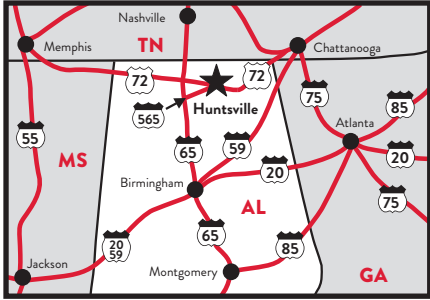 Nashville
Memphis
TN
Chattanooga
72
72
75
85
565
Huntsville
Atlanta
55
65
59
20
MS
20
Birmingham
AL
75
20
59
65
85
Jackson
Montgomery
GA